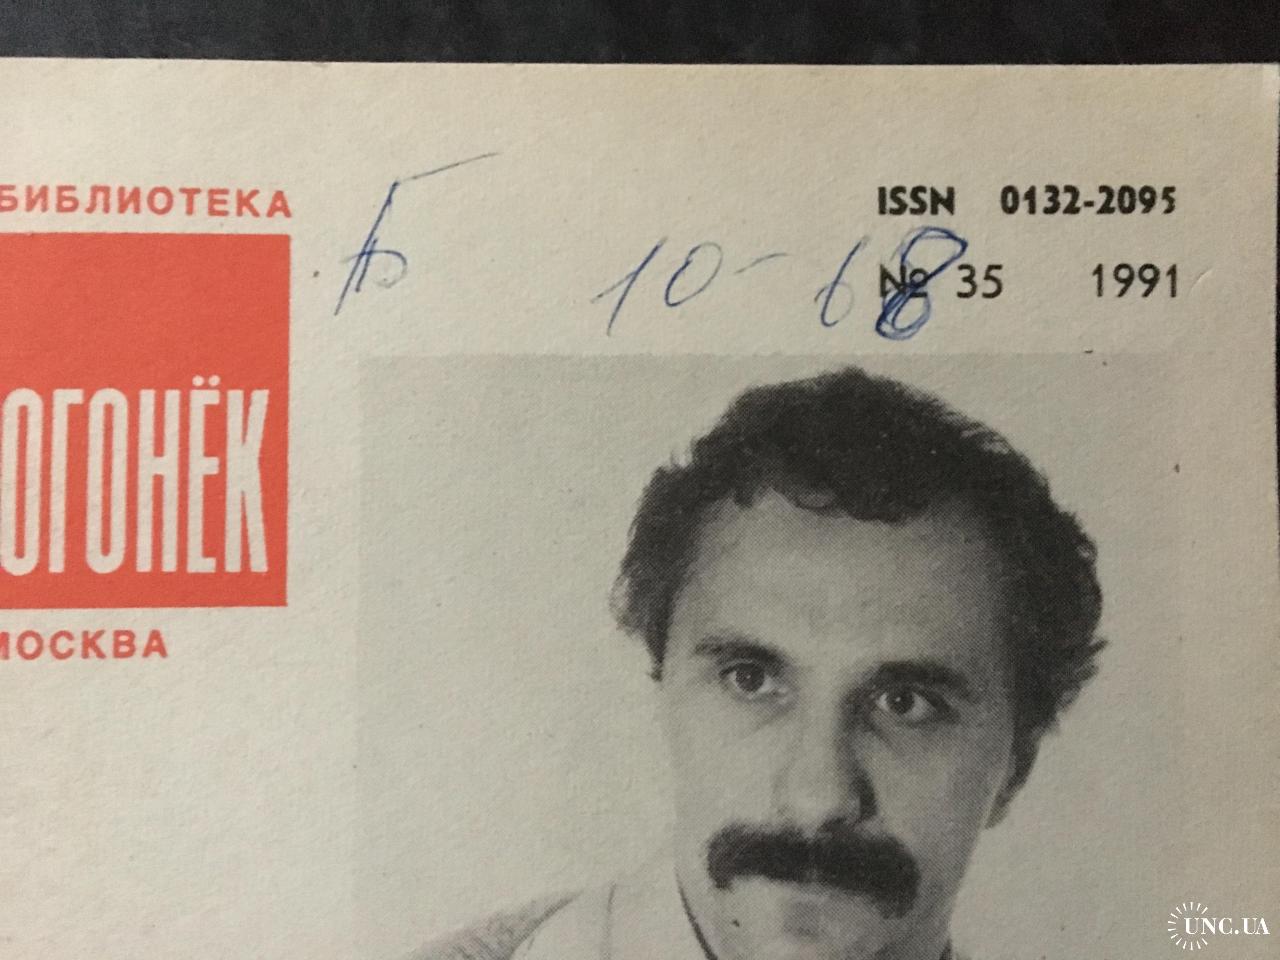 БИБЛИОТЕКА
ОГОНЁК
МОСКВА
Б 10-68
ISSN 0132-2095
№ 35 1991
UNC.UA